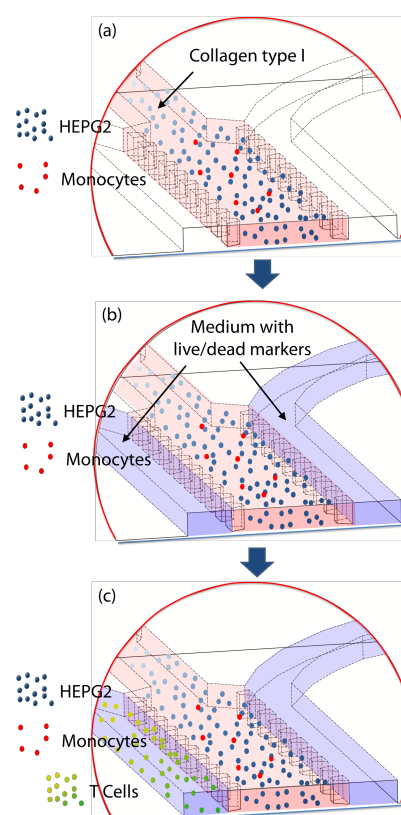 (a)
Collagen type I
HEPG2
Monocytes
(b)
Medium with
live/dead markers
HEPG2
Monocytes
(c)
HEPG2
Monocytes
T Cells